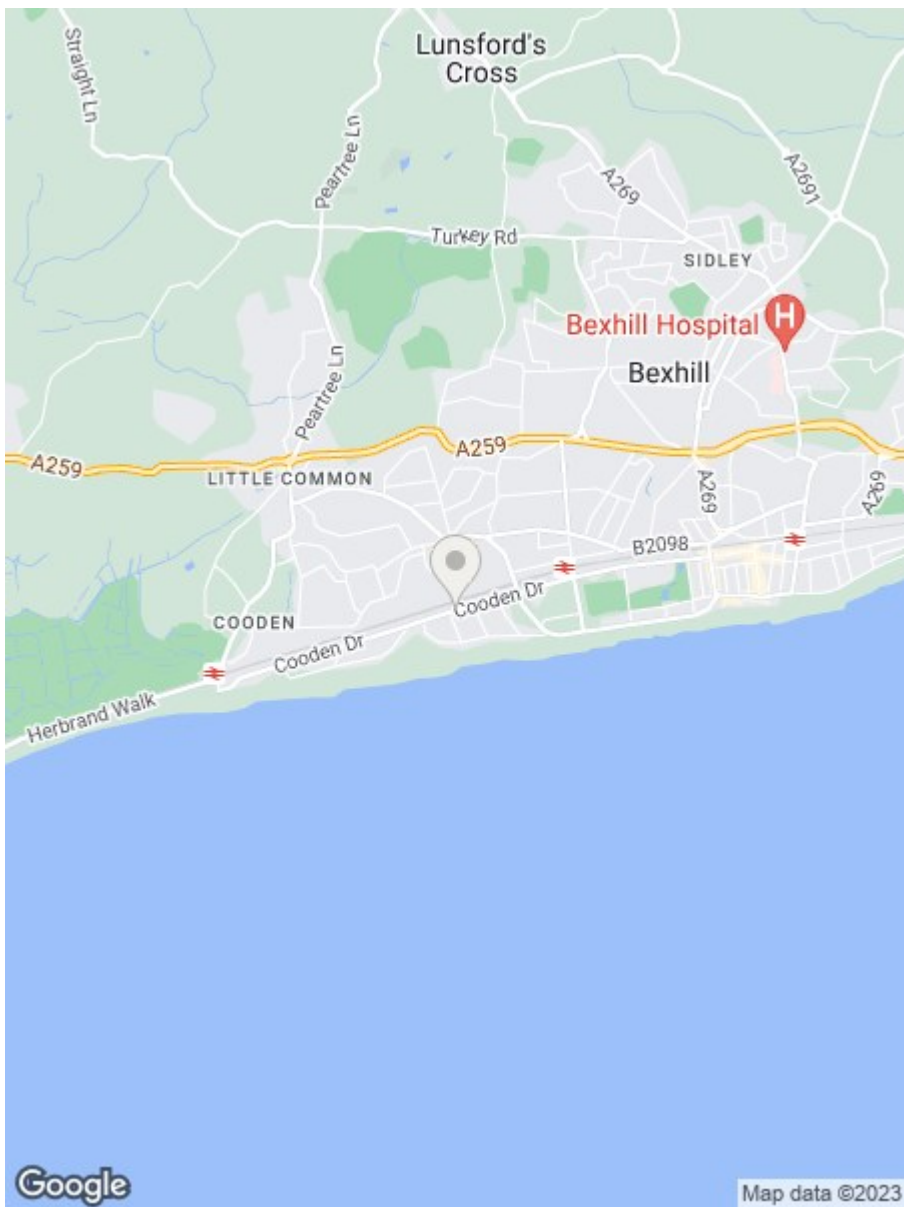 Straight Ln
Lunsford's
Cross
Peartree Ln
A269
A2691
Turkey Rd
SIDLEY
Bexhill Hospital
H
Bexhill
Peartree Ln
A259
A259
LITTLE COMMON
A269
A269
B2098
Cooden Dr
COODEN
Cooden Dr
Herbrand Walk
Google
Map data ©2023